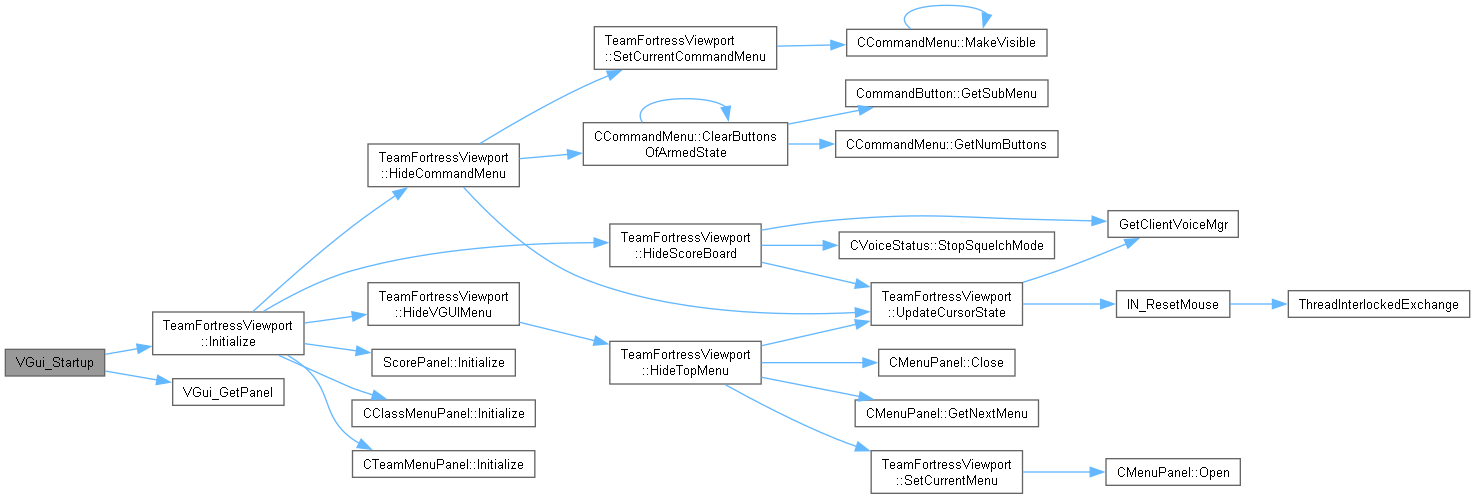 TeamFortressViewport
::SetCurrentCommandMenu
CCommandMenu::MakeVisible
CommandButton::GetSubMenu
CCommandMenu::ClearButtons
OfArmedState
CCommandMenu::GetNumButtons
TeamFortressViewport
::HideCommandMenu
GetClientVoiceMgr
TeamFortressViewport
::HideScoreBoard
CVoiceStatus::StopSquelchMode
TeamFortressViewport
::HideVGUIMenu
TeamFortressViewport
::UpdateCursorState
IN_ResetMouse
ThreadInterlockedExchange
TeamFortressViewport
::Initialize
VGui_Startup
ScorePanel::Initialize
TeamFortressViewport
::HideTopMenu
CMenuPanel::Close
VGui_GetPanel
CClassMenuPanel::Initialize
CMenuPanel::GetNextMenu
CTeamMenuPanel::Initialize
TeamFortressViewport
::SetCurrentMenu
CMenuPanel::Open